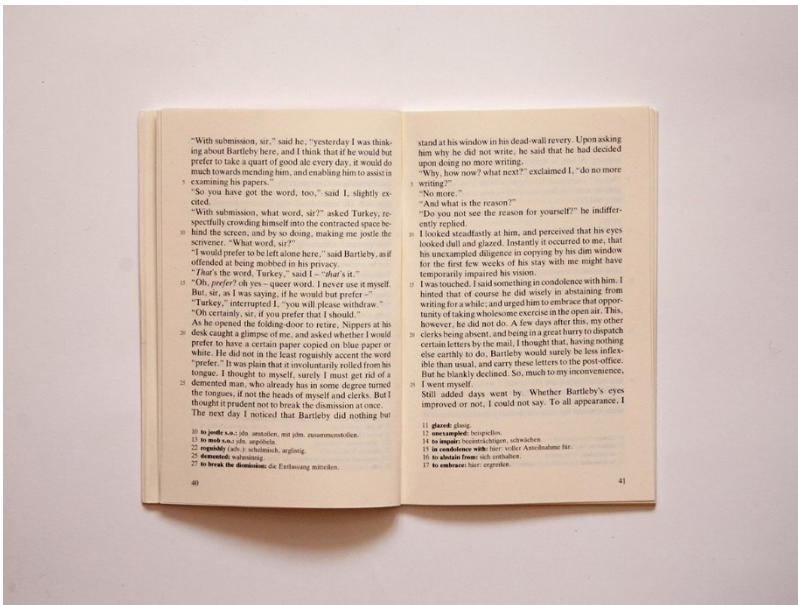 “With submission, sir,” said he, “yesterday I was think-
ing about Bartleby here, and I think that if he would but
prefer to take a quart of good ale every day, it would do
much towards mending him, and enabling him to assist in
5 examining his papers.”
“So you have got the word, too,” said I, slightly ex-
cited.
“With submission, what word, sir?” asked Turkey, re-
spectfully crowding himself into the contracted space be-
10 hind the screen, and by so doing, making me jostle the
scrivener. “What word, sir?”
“I would prefer to be left alone here,” said Bartleby, as if
offended at being mobbed in his privacy.
“That’s the word, Turkey,” said I – “that’s it.”
15 “Oh, prefer? oh yes – queer word. I never use it myself.
But, sir, as I was saying, if he would but prefer –”
“Turkey,” interrupted I, “you will please withdraw.”
“Oh certainly, sir, if you prefer that I should.”
As he opened the folding-door to retire, Nippers at his
20 desk caught a glimpse of me, and asked whether I would
prefer to have a certain paper copied on blue paper or
white. He did not in the least roguishly accent the word
“prefer.” It was plain that it involuntarily rolled from his
tongue. I thought to myself, surely I must get rid of a
25 demented man, who already has in some degree turned
the tongues, if not the heads of myself and clerks. But I
thought it prudent not to break the dismission at once.
The next day I noticed that Bartleby did nothing but
10 to jostle s.o.: jdn. anstoßen, mit jdm. zusammenstoßen.
13 to mob s.o.: jdn. anpöbeln.
22 roguishly (adv.): schelmisch, arglistig.
25 demented: wahnsinnig.
27 to break the dismission: die Entlassung mitteilen.
40
stand at his window in his dead-wall revery. Upon asking
him why he did not write, he said that he had decided
upon doing no more writing.
“Why, how now? what next?” exclaimed I, “do no more
5 writing?”
“No more.”
“And what is the reason?”
“Do you not see the reason for yourself?” he indiffer-
ently replied.
10 I looked steadfastly at him, and perceived that his eyes
looked dull and glazed. Instantly it occurred to me, that
his unexampled diligence in copying by his dim window
for the first few weeks of his stay with me might have
temporarily impaired his vision.
15 I was touched. I said something in condolence with him. I
hinted that of course he did wisely in abstaining from
writing for a while; and urged him to embrace that oppor-
tunity of taking wholesome exercise in the open air. This,
however, he did not do. A few days after this, my other
20 clerks being absent, and being in a great hurry to dispatch
certain letters by the mail, I thought that, having nothing
else earthly to do, Bartleby would surely be less inflex-
ible than usual, and carry these letters to the post-office.
But he blankly declined. So, much to my inconvenience,
25 I went myself.
Still added days went by. Whether Bartleby’s eyes
improved or not, I could not say. To all appearance, I
11 glazed: glasig.
12 unexampled: beispiellos.
14 to impair: beeinträchtigen, schwächen.
15 in condolence with: hier: voller Anteilnahme für.
16 to abstain from: sich enthalten.
17 to embrace: hier: ergreifen.
41